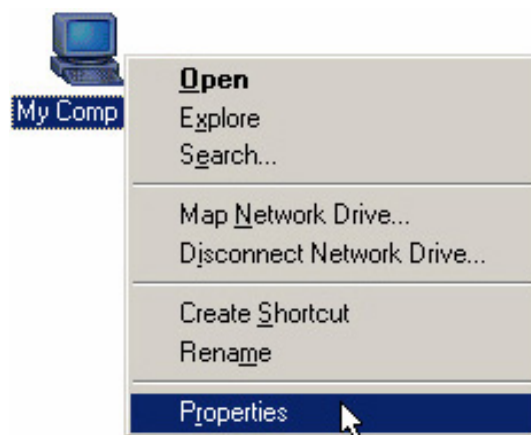 My Comp
Open
Explore
Search...
Map Network Drive...
Disconnect Network Drive...
Create Shortcut
Rename
Properties